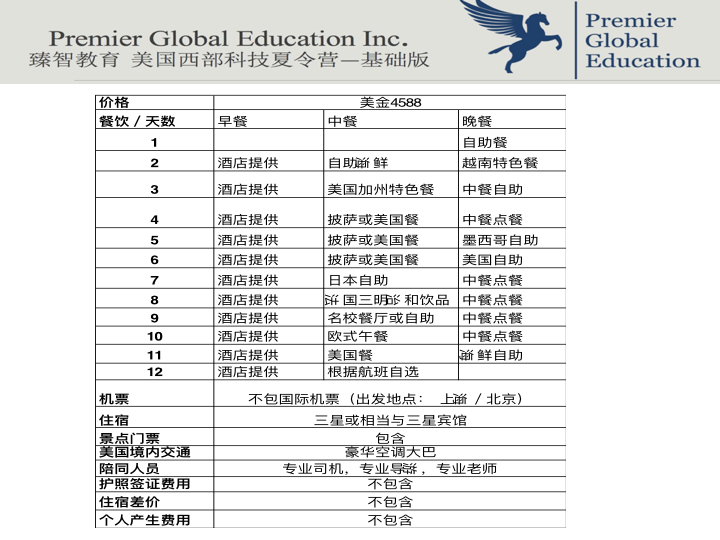 Premier Global Education Inc.
臻智教育 美国西部科技夏令营—基础版
Premier
Global
Education
价格 美金4588
餐饮 / 天数 早餐 中餐 晚餐
1 自助餐
2 酒店提供 自助 鲜 越南特色餐
3 酒店提供 美国加州特色餐 中餐自助
4 酒店提供 披萨或美国餐 中餐点餐
5 酒店提供 披萨或美国餐 墨西哥自助
6 酒店提供 披萨或美国餐 美国自助
7 酒店提供 日本自助 中餐点餐
8 酒店提供 国三明 和饮品 中餐点餐
9 酒店提供 名校餐厅或自助 中餐点餐
10 酒店提供 欧式午餐 中餐点餐
11 酒店提供 美国餐 鲜自助
12 酒店提供 根据航班自选
机票 不包国际机票（出发地点： 上 / 北京）
住宿 三星或相当与三星宾馆
景点门票 包含
美国境内交通 豪华空调大巴
陪同人员 专业司机，专业导 ，专业老师
护照签证费用 不包含
住宿差价 不包含
个人产生费用 不包含